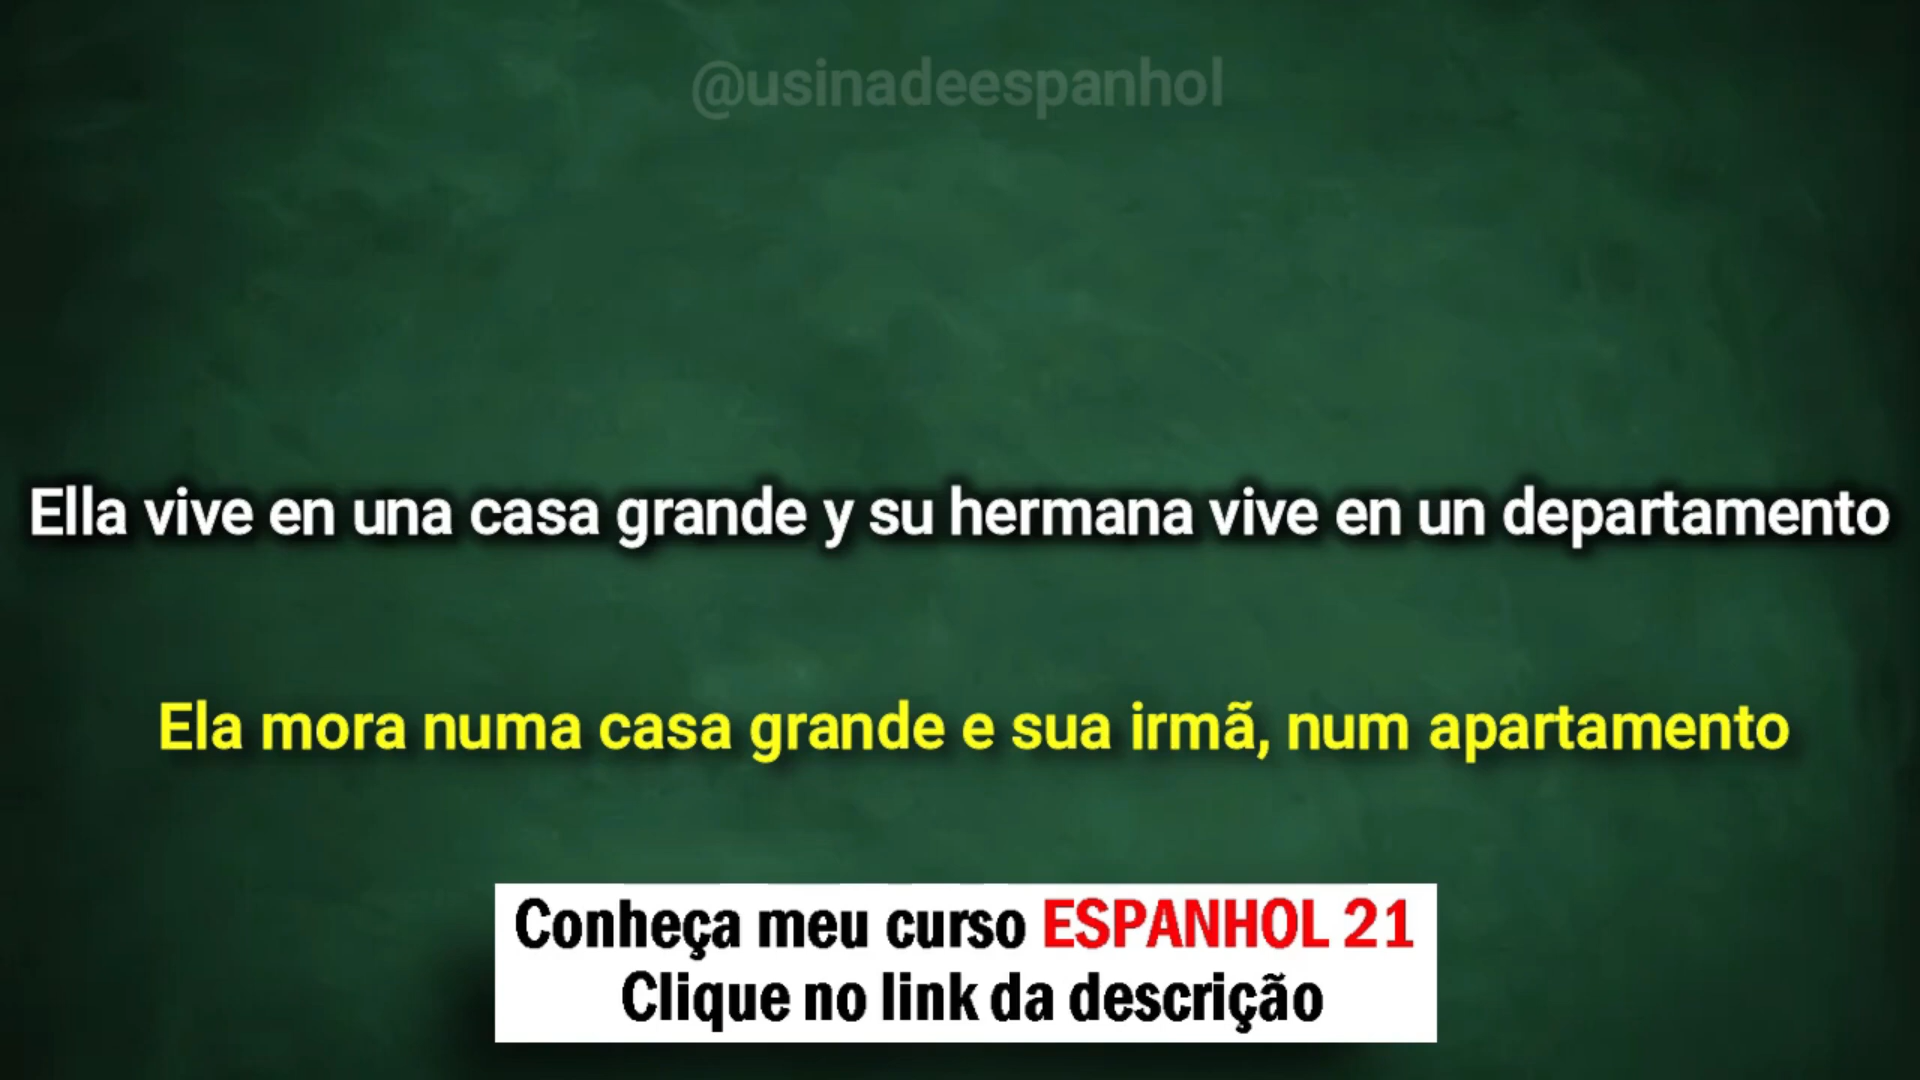 @usinadeespanhol
Ella vive en una casa grande y su hermana vive en un departamento
Ela mora numa casa grande e sua irmã, num apartamento
Conheça meu curso ESPANHOL 21
Clique no link da descrição